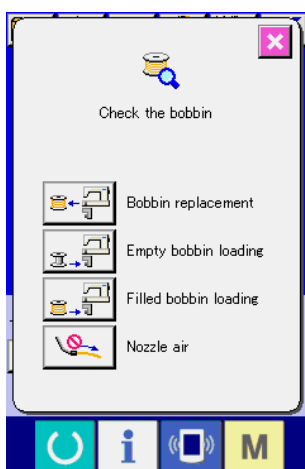 Check the bobbin
Bobbin replacement
Empty bobbin loading
Filled bobbin loading
Nozzle air
i
M